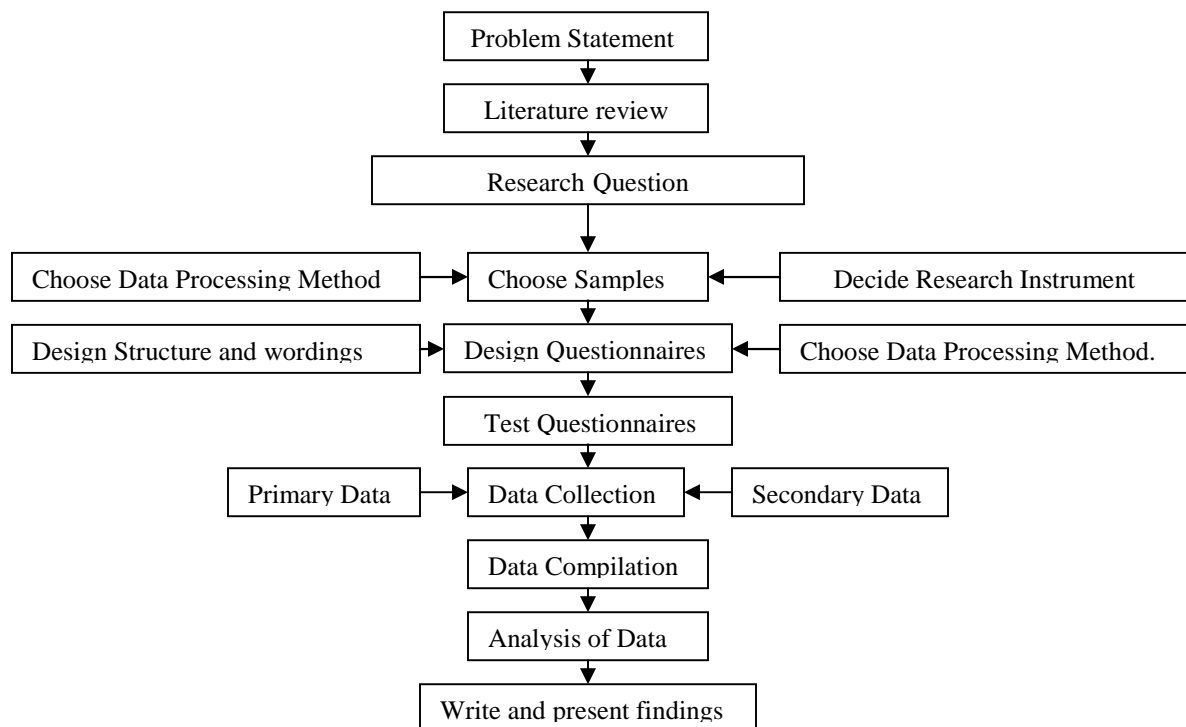 Problem Statement
Literature review
Research Question
Choose Data Processing Method
Choose Samples
Decide Research Instrument
Design Structure and wordings
Design Questionnaires
Choose Data Processing Method.
Test Questionnaires
Primary Data
Data Collection
Secondary Data
Data Compilation
Analysis of Data
Write and present findings